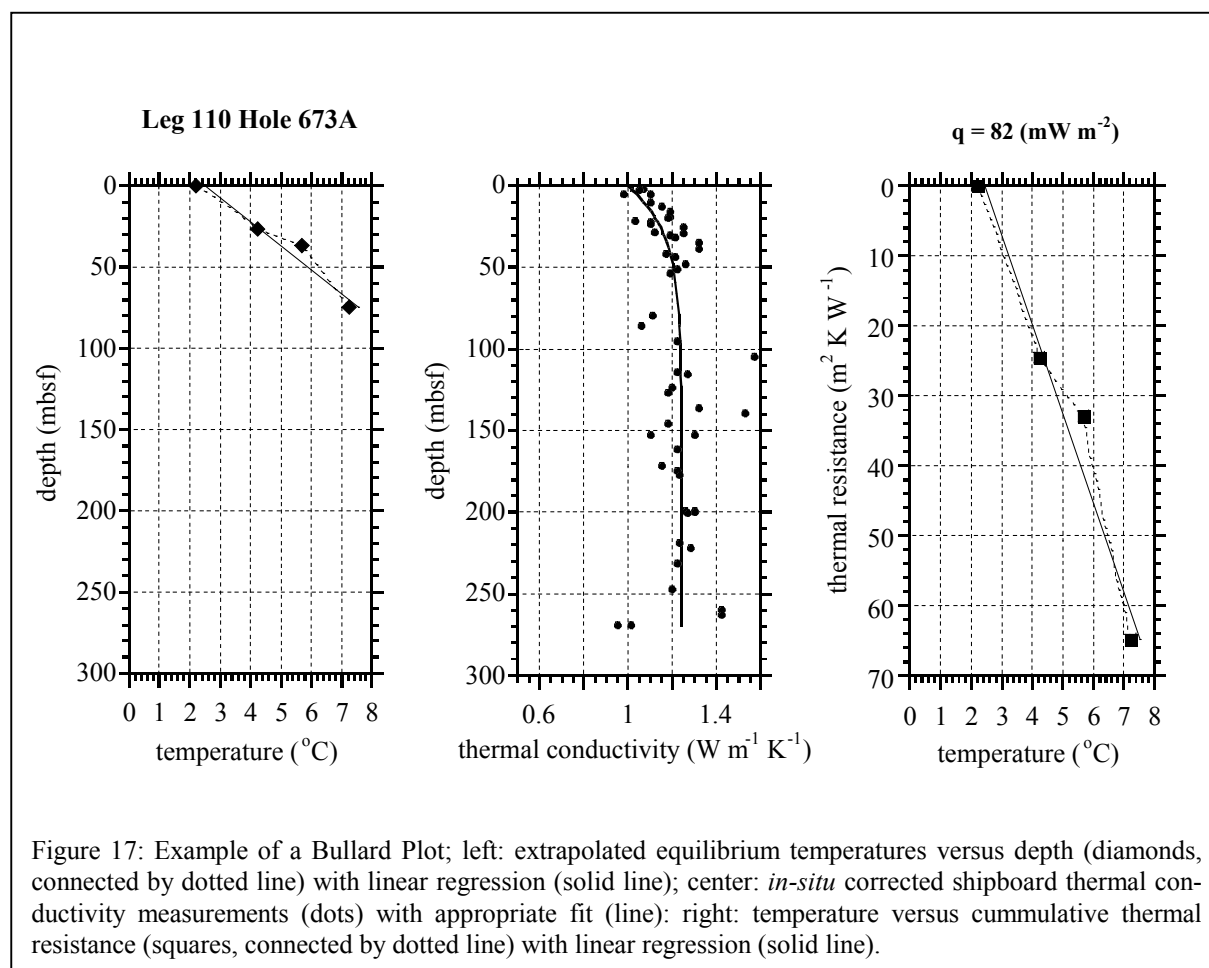 Leg 110 Hole 673A
q = 82 (mW m-2)
0
50
100
150
200
250
300
depth (mbsf)
0 1 2 3 4 5 6 7 8
temperature (oC)
0
50
100
150
200
250
300
depth (mbsf)
0.6 1 1.4
thermal conductivity (W m-1 K-1)
0
10
20
30
40
50
60
70
thermal resistance (m2 K W-1)
0 1 2 3 4 5 6 7 8
temperature (oC)
Figure 17: Example of a Bullard Plot; left: extrapolated equilibrium temperatures versus depth (diamonds,
connected by dotted line) with linear regression (solid line); center: in-situ corrected shipboard thermal con-
ductivity measurements (dots) with appropriate fit (line): right: temperature versus cummulative thermal
resistance (squares, connected by dotted line) with linear regression (solid line).